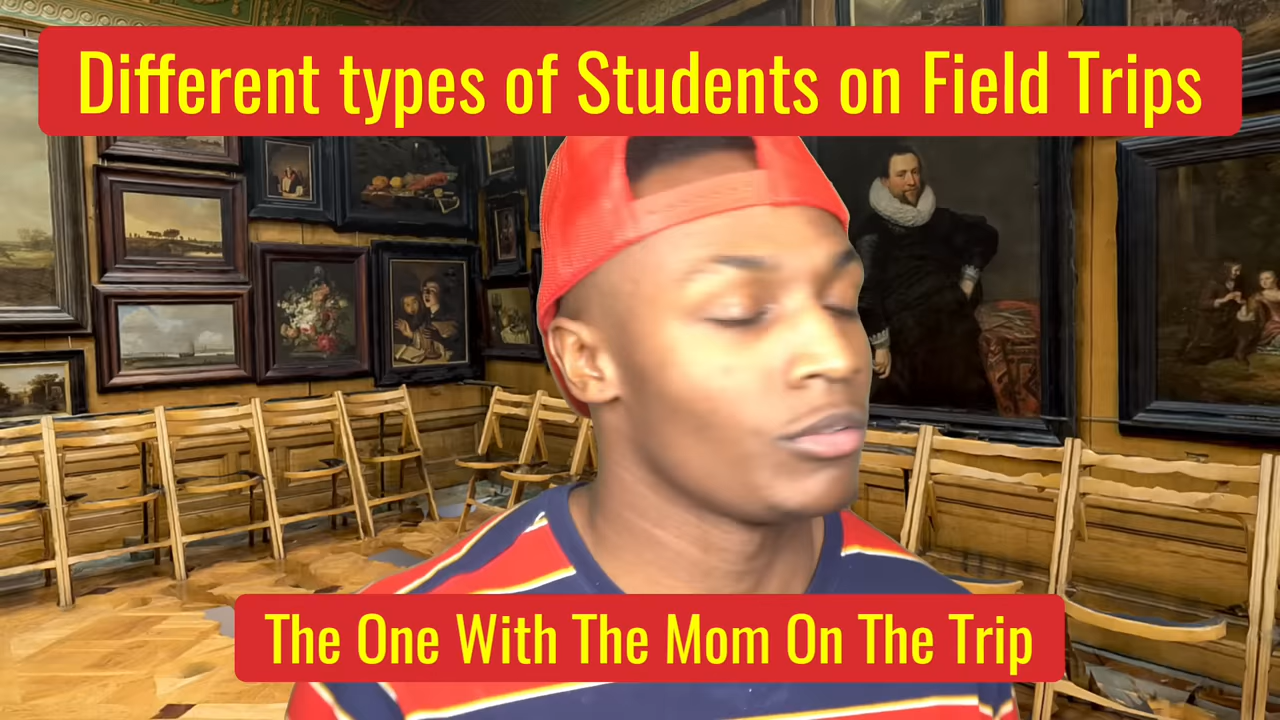 Different types of Students on Field Trips
The One With The Mom On The Trip